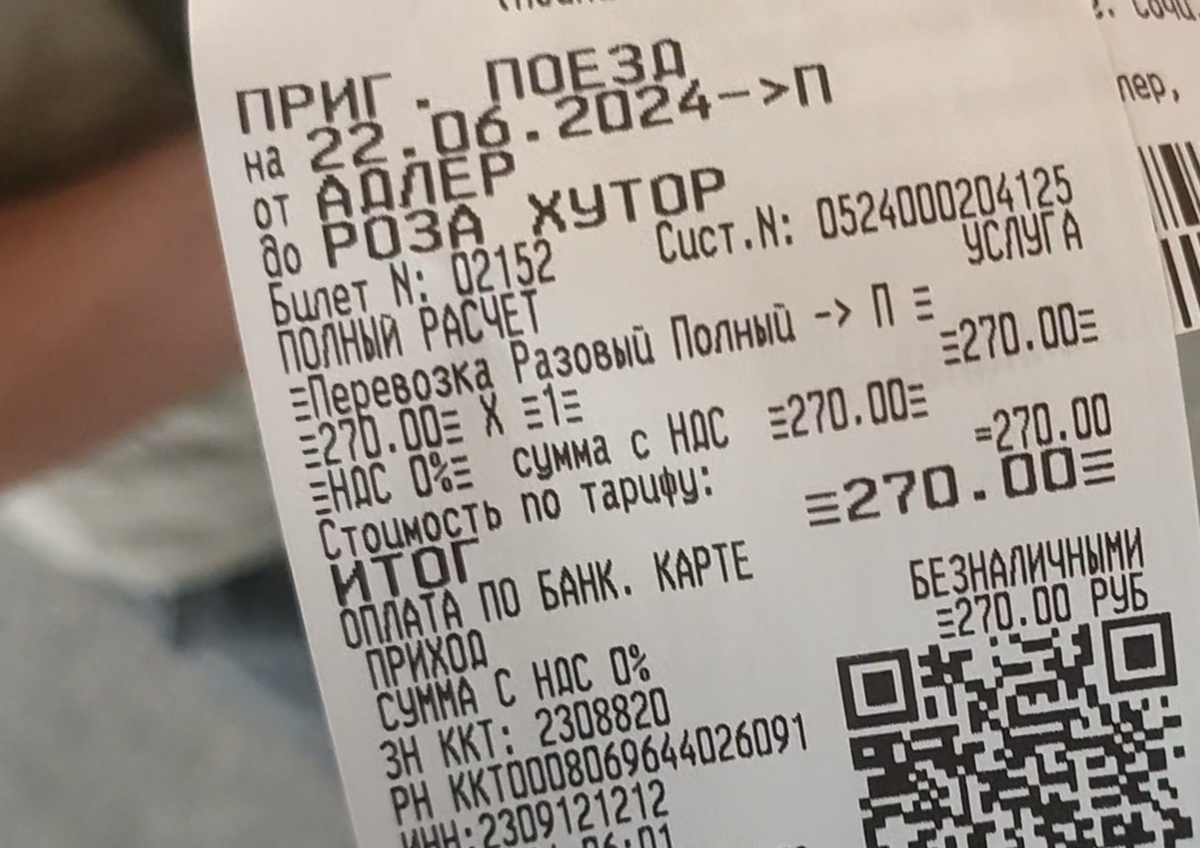 ПРИГ. ПОЕЗД
на 22.06.2024->П
от АДЛЕР
до РОЗА ХУТОР
Билет N: 02152 Сист.N: 0524000204125
ПОЛНЫЙ РАСЧЕТ УСЛУГА
≡Перевозка Разовый Полный -> П ≡
≡270.00≡ X ≡1≡ ≡270.00≡
≡НДС 0%≡ сумма с НДС ≡270.00≡
Стоимость по тарифу: =270.00
ИТОГ ≡270.00≡
ОПЛАТА ПО БАНК. КАРТЕ
ПРИХОД БЕЗНАЛИЧНЫМИ
СУММА С НДС 0% ≡270.00 РУБ
ЗН ККТ: 2308820
РН ККТ0008069644026091
ИНН:2309121212
06:01
пер,